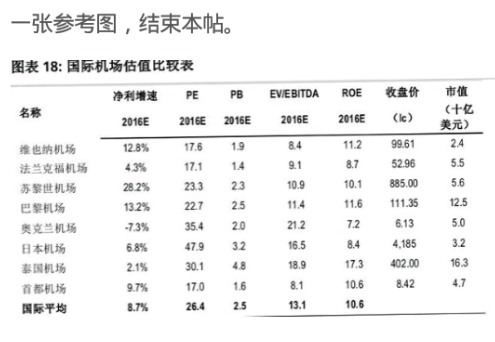 一张参考图，结束本帖。
图表 18: 国际机场估值比较表
名称 净利增速 PE PB EV/EBITDA ROE 收盘价 市值
2016E 2016E 2016E 2016E 2016E （lc） （十亿
美元）
维也纳机场 12.8% 17.6 1.9 8.4 11.2 99.61 2.4
法兰克福机场 4.3% 17.1 1.4 9.1 8.7 52.96 5.5
苏黎世机场 28.2% 23.3 2.3 10.9 10.1 885.00 5.6
巴黎机场 13.2% 22.7 2.5 11.4 11.6 111.35 12.5
奥克兰机场 -7.3% 35.4 2.0 21.2 7.2 6.13 5.0
日本机场 6.8% 47.9 3.2 16.5 8.4 4,185 3.2
泰国机场 2.1% 30.1 4.8 18.9 17.3 402.00 16.3
首都机场 9.7% 17.0 1.6 8.1 10.6 8.42 4.7
国际平均 8.7% 26.4 2.5 13.1 10.6